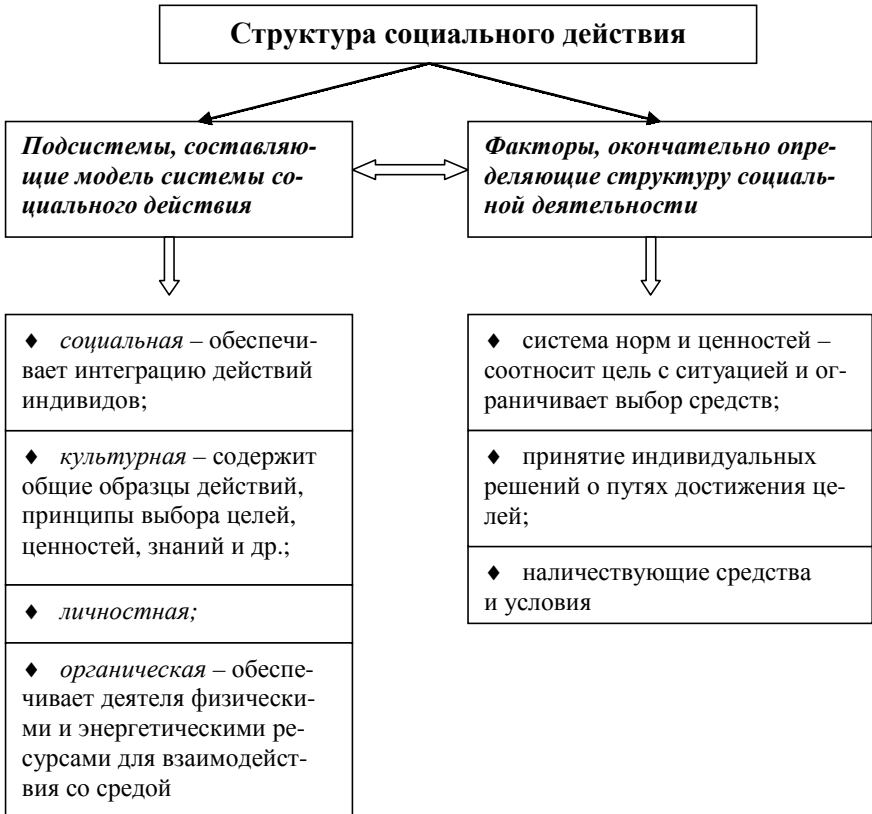 Структура социального действия
Подсистемы, составляю-
щие модель системы со-
циального действия
Факторы, окончательно опре-
деляющие структуру социаль-
ной деятельности
♦ социальная – обеспечи-
вает интеграцию действий
индивидов;
♦ культурная – содержит
общие образцы действий,
принципы выбора целей,
ценностей, знаний и др.;
♦ личностная;
♦ органическая – обеспе-
чивает деятеля физически-
ми и энергетическими ре-
сурсами для взаимодейст-
вия со средой
♦ система норм и ценностей –
соотносит цель с ситуацией и ог-
раничивает выбор средств;
♦ принятие индивидуальных
решений о путях достижения це-
лей;
♦ наличествующие средства
и условия